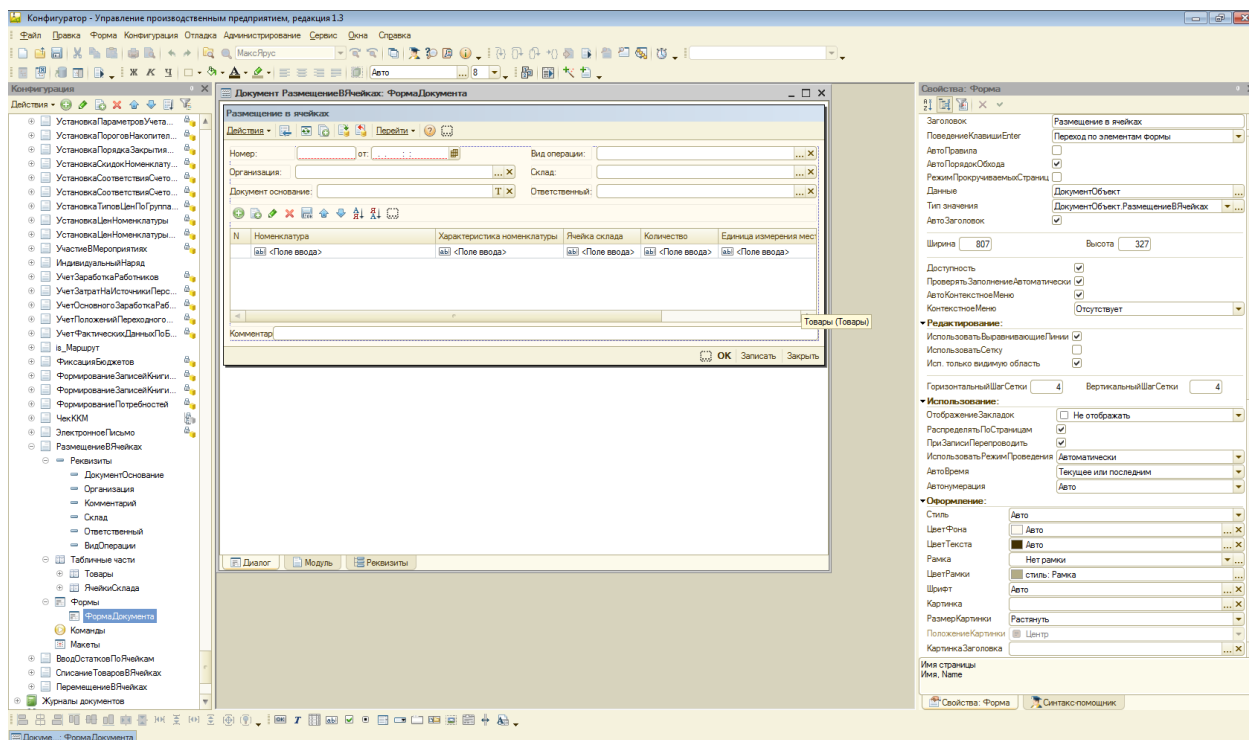 Конфигуратор - Управление производственным предприятием, редакция 1.3
Файл Правка Форма Конфигурация Отладка Администрирование Сервис Окна Справка
МаксЯрус
Ж К Ч Авто 8
Конфигурация
Действия
УстановкаПараметровУчета...
УстановкаПороговНакопител...
УстановкаПорядкаЗакрытия...
УстановкаСкидокНоменклату...
УстановкаСоответствияСчето...
УстановкаСоответствияСчето...
УстановкаТиповЦенПоГруппа...
УстановкаЦенНоменклатуры
УстановкаЦенНоменклатуры...
УчастиеВМероприятиях
ИндивидуальныйНаряд
УчетЗаработкаРаботников
УчетЗатратНаИсточникиПерс...
УчетОсновногоЗаработкаРаб...
УчетПоложенийПереходного...
УчетФактическихДанныхПоБ...
is_Маршрут
ФиксацияБюджетов
ФормированиеЗаписейКниги...
ФормированиеЗаписейКниги...
ФормированиеПотребностей
ЧекККМ
ЭлектронноеПисьмо
РазмещениеВЯчейках
Реквизиты
ДокументОснование
Организация
Комментарий
Склад
Ответственный
ВидОперации
Табличные части
Товары
ЯчейкиСклада
Формы
ФормаДокумента
Команды
Макеты
ВводОстатковПоЯчейкам
СписаниеТоваровВЯчейках
ПеремещениеВЯчейках
Журналы документов
Документ РазмещениеВЯчейках: ФормаДокумента
Размещение в ячейках
Действия Перейти
Номер: от: Вид операции:
Организация: Склад:
Документ основание: T Ответственный:
N Номенклатура Характеристика номенклатуры Ячейка склада Количество Единица измерения мест
<Поле ввода> <Поле ввода> <Поле ввода> <Поле ввода> <Поле ввода>
Товары (Товары)
Комментар
OK Записать Закрыть
Диалог Модуль Реквизиты
Свойства: Форма
Заголовок Размещение в ячейках
ПоведениеКлавишиEnter Переход по элементам формы
АвтоПравила
АвтоПорядокОбхода
РежимПрокручиваемыхСтраниц
Данные ДокументОбъект
Тип значения ДокументОбъект.РазмещениеВЯчейках
АвтоЗаголовок
Ширина 807 Высота 327
Доступность
ПроверятьЗаполнениеАвтоматически
АвтоКонтекстноеМеню
КонтекстноеМеню Отсутствует
Редактирование:
ИспользоватьВыравнивающиеЛинии
ИспользоватьСетку
Исп. только видимую область
ГоризонтальныйШагСетки 4 ВертикальныйШагСетки 4
Использование:
ОтображениеЗакладок Не отображать
РаспределятьПоСтраницам
ПриЗаписиПерепроводить
ИспользоватьРежимПроведения Автоматически
АвтоВремя Текущее или последним
Автонумерация Авто
Оформление:
Стиль Авто
ЦветФона Авто
ЦветТекста Авто
Рамка Нет рамки
ЦветРамки стиль: Рамка
Шрифт Авто
Картинка
РазмерКартинки Растянуть
ПоложениеКартинки Центр
КартинкаЗаголовка
Имя страницы
Имя, Name
Свойства: Форма Синтакс-помощник
Докуме...: ФормаДокумента